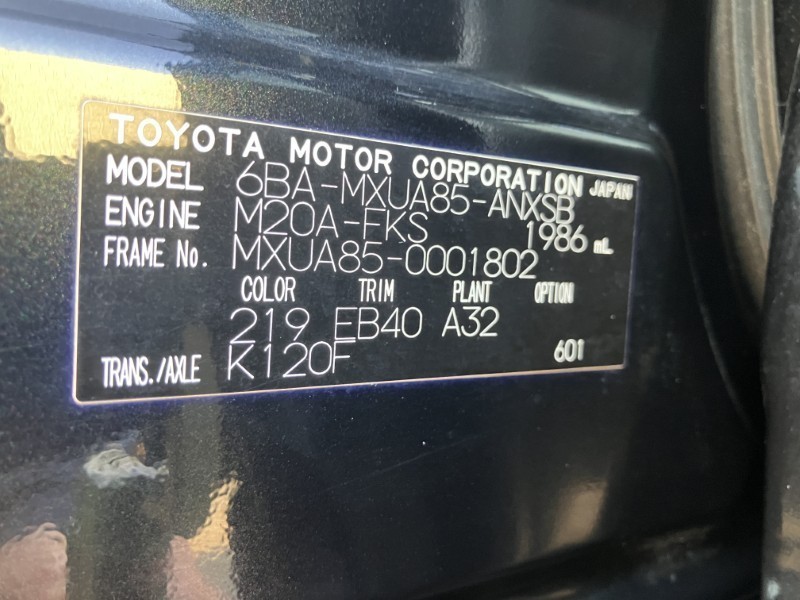 TOYOTA MOTOR CORPORATION JAPAN
MODEL 6BA-MXUA85-ANXSB
ENGINE M20A-FKS 1986 mL
FRAME No. MXUA85-0001802
COLOR TRIM PLANT OPTION
219 EB40 A32
TRANS./AXLE K120F 601